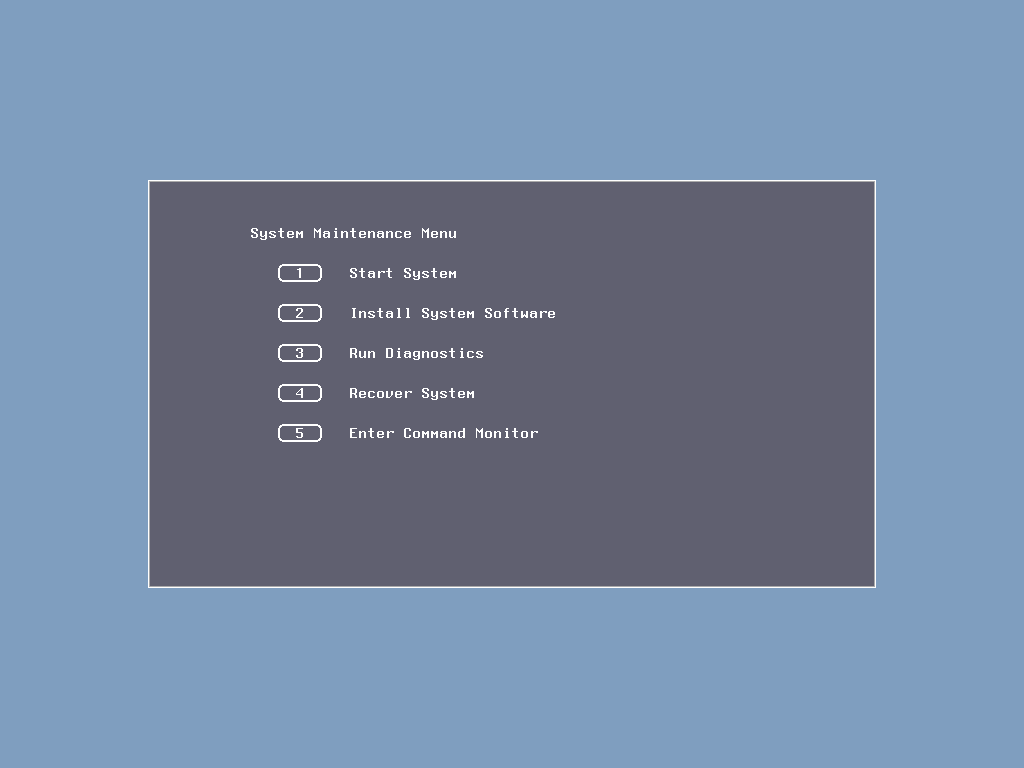 System Maintenance Menu
1 Start System
2 Install System Software
3 Run Diagnostics
4 Recover System
5 Enter Command Monitor